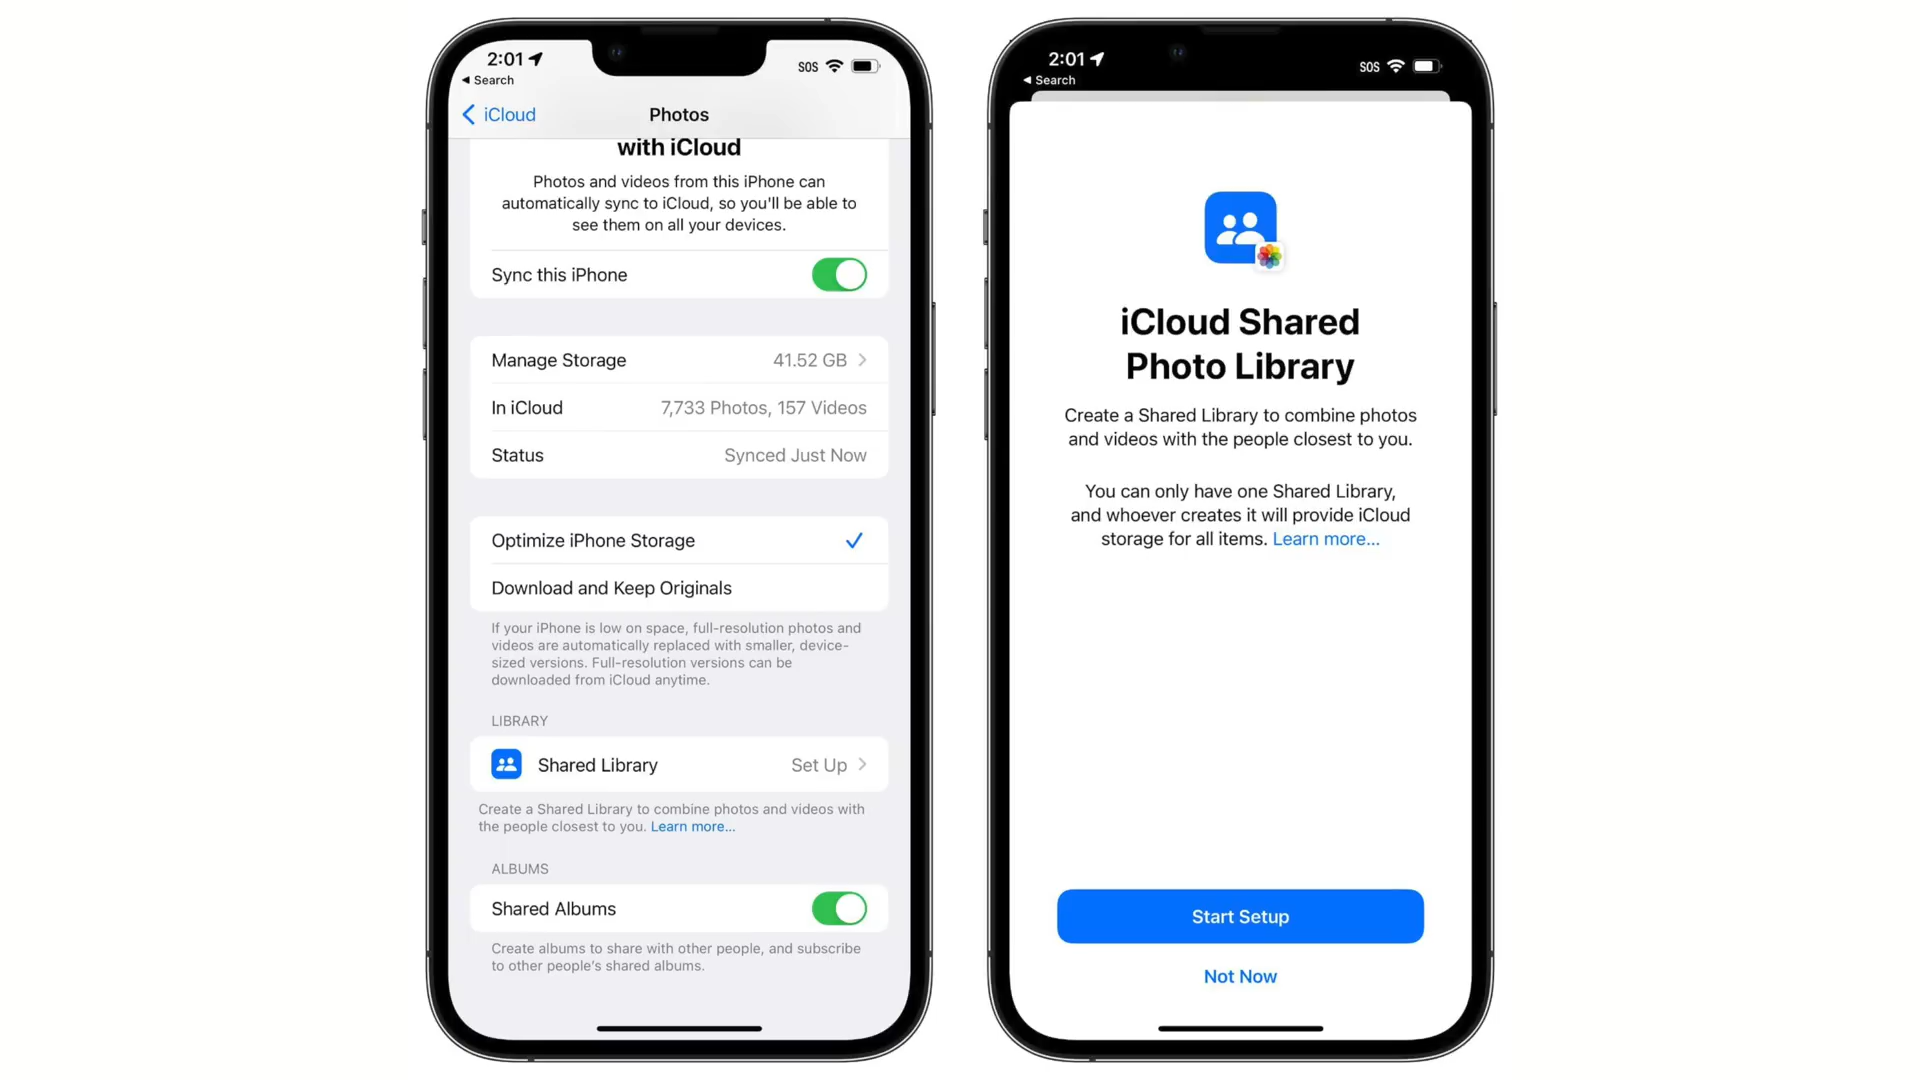 2:01
SOS
◀ Search
iCloud
Photos
with iCloud
Photos and videos from this iPhone can
automatically sync to iCloud, so you'll be able to
see them on all your devices.
Sync this iPhone
Manage Storage 41.52 GB
In iCloud 7,733 Photos, 157 Videos
Status Synced Just Now
Optimize iPhone Storage
Download and Keep Originals
If your iPhone is low on space, full-resolution photos and
videos are automatically replaced with smaller, device-
sized versions. Full-resolution versions can be
downloaded from iCloud anytime.
LIBRARY
Shared Library Set Up
Create a Shared Library to combine photos and videos with
the people closest to you. Learn more...
ALBUMS
Shared Albums
Create albums to share with other people, and subscribe
to other people's shared albums.
2:01
SOS
◀ Search
iCloud Shared
Photo Library
Create a Shared Library to combine photos
and videos with the people closest to you.
You can only have one Shared Library,
and whoever creates it will provide iCloud
storage for all items. Learn more...
Start Setup
Not Now